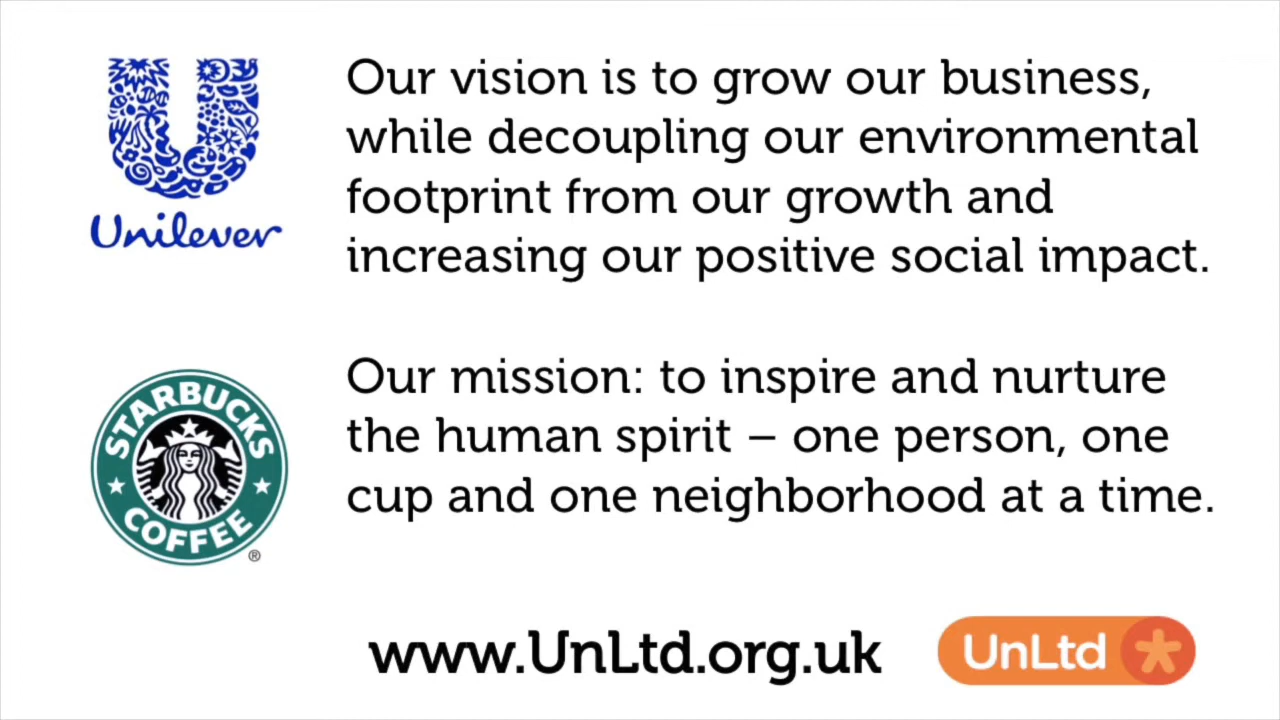 Our vision is to grow our business,
while decoupling our environmental
footprint from our growth and
increasing our positive social impact.
Unilever
Our mission: to inspire and nurture
the human spirit – one person, one
cup and one neighborhood at a time.
STARBUCKS
COFFEE
®
www.UnLtd.org.uk
UnLtd